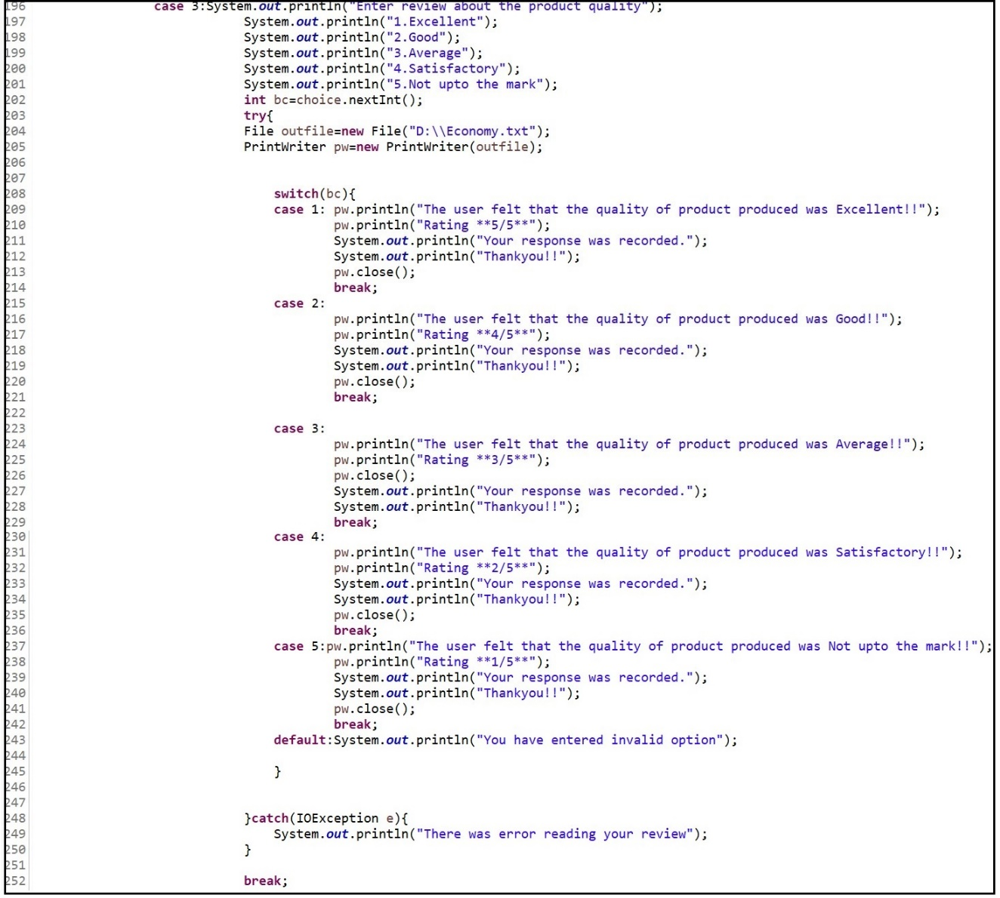 196 case 3:System.out.println("Enter review about the product quality");
197 System.out.println("1.Excellent");
198 System.out.println("2.Good");
199 System.out.println("3.Average");
200 System.out.println("4.Satisfactory");
201 System.out.println("5.Not upto the mark");
202 int bc=choice.nextInt();
203 try{
204 File outfile=new File("D:\\Economy.txt");
205 PrintWriter pw=new PrintWriter(outfile);
206
207
208 switch(bc){
209 case 1: pw.println("The user felt that the quality of product produced was Excellent!!");
210 pw.println("Rating **5/5**");
211 System.out.println("Your response was recorded.");
212 System.out.println("Thankyou!!");
213 pw.close();
214 break;
215 case 2:
216 pw.println("The user felt that the quality of product produced was Good!!");
217 pw.println("Rating **4/5**");
218 System.out.println("Your response was recorded.");
219 System.out.println("Thankyou!!");
220 pw.close();
221 break;
222
223 case 3:
224 pw.println("The user felt that the quality of product produced was Average!!");
225 pw.println("Rating **3/5**");
226 pw.close();
227 System.out.println("Your response was recorded.");
228 System.out.println("Thankyou!!");
229 break;
230 case 4:
231 pw.println("The user felt that the quality of product produced was Satisfactory!!");
232 pw.println("Rating **2/5**");
233 System.out.println("Your response was recorded.");
234 System.out.println("Thankyou!!");
235 pw.close();
236 break;
237 case 5:pw.println("The user felt that the quality of product produced was Not upto the mark!!");
238 pw.println("Rating **1/5**");
239 System.out.println("Your response was recorded.");
240 System.out.println("Thankyou!!");
241 pw.close();
242 break;
243 default:System.out.println("You have entered invalid option");
244
245 }
246
247
248 }catch(IOException e){
249 System.out.println("There was error reading your review");
250 }
251
252 break;